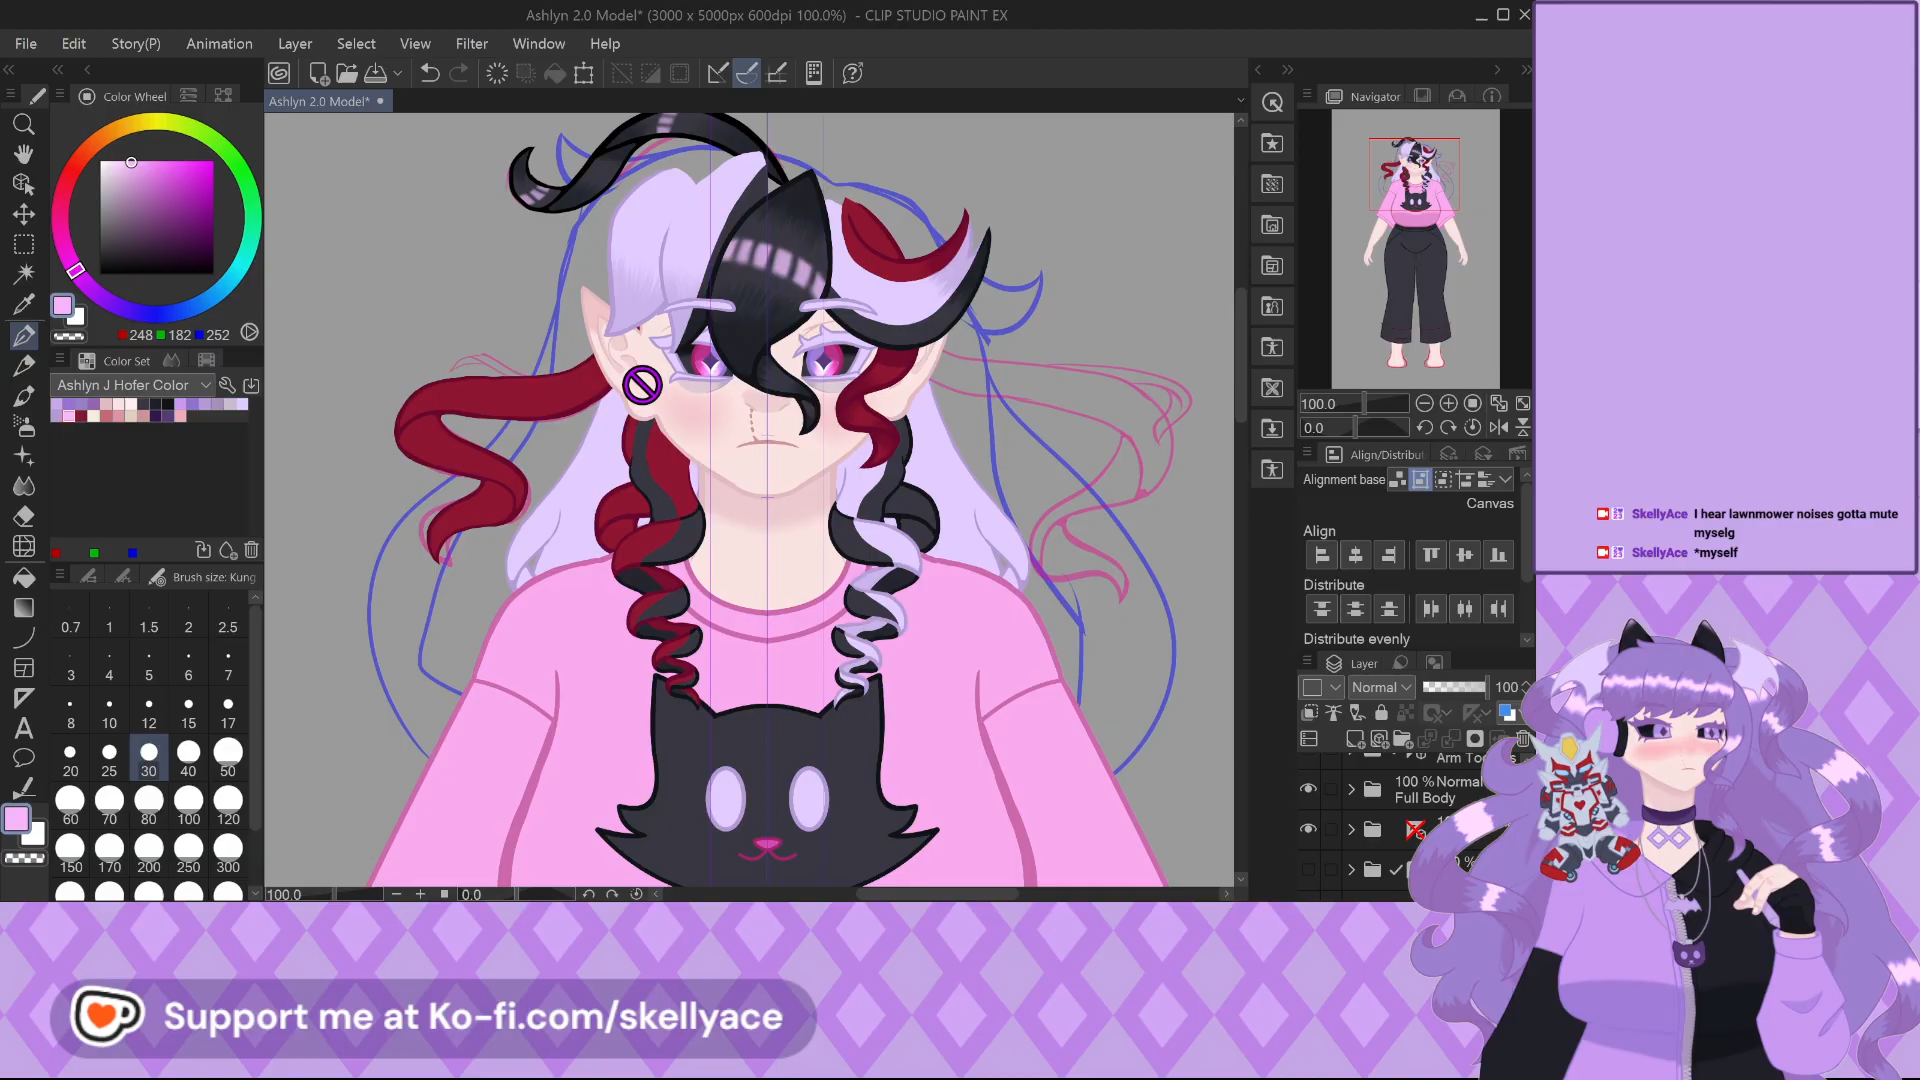 Ashlyn 2.0 Model* (3000 x 5000px 600dpi 100.0%) - CLIP STUDIO PAINT EX
File Edit Story(P) Animation Layer Select View Filter Window Help
Ashlyn 2.0 Model*
Color Wheel
248 182 252
Color Set
Ashlyn J Hofer Color
Brush size: Kung
0.7 1 1.5 2 2.5
3 4 5 6 7
8 10 12 15 17
20 25 30 40 50
60 70 80 100 120
150 170 200 250 300
100.0 0.0
Navigator
100.0
0.0
Align/Distribut
Alignment base
Canvas
Align
Distribute
Distribute evenly
Layer
Normal 100
Arm To
100 % Normal
Full Body
SkellyAce I hear lawnmower noises gotta mute
myselg
SkellyAce *myself
Support me at Ko-fi.com/skellyace